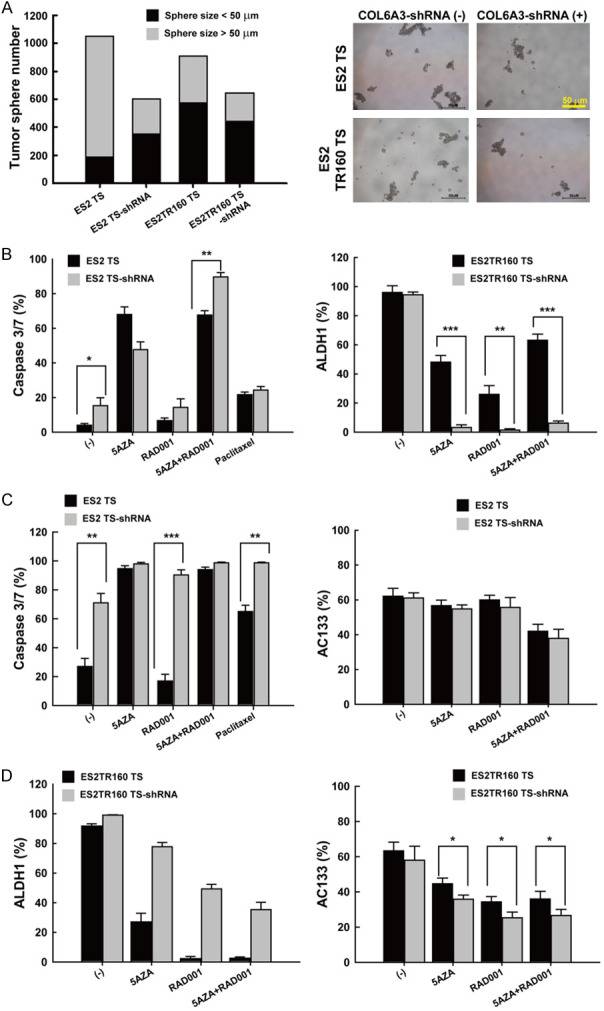 A
Sphere size < 50 μm
Sphere size > 50 μm
Tumor sphere number
1200
1000
800
600
400
200
0
ES2 TS
ES2 TS-shRNA
ES2TR160 TS
ES2TR160 TS
-shRNA
COL6A3-shRNA (-)
COL6A3-shRNA (+)
ES2 TS
50 μm
ES2
TR160 TS
B
ES2 TS
ES2 TS-shRNA
Caspase 3/7 (%)
100
80
60
40
20
0
*
**
(-)
5AZA
RAD001
5AZA+RAD001
Paclitaxel
ES2TR160 TS
ES2TR160 TS-shRNA
ALDH1 (%)
120
100
80
60
40
20
0
***
**
***
(-)
5AZA
RAD001
5AZA+RAD001
C
ES2 TS
ES2 TS-shRNA
Caspase 3/7 (%)
120
100
80
60
40
20
0
**
***
**
(-)
5AZA
RAD001
5AZA+RAD001
Paclitaxel
ES2 TS
ES2 TS-shRNA
AC133 (%)
100
80
60
40
20
0
(-)
5AZA
RAD001
5AZA+RAD001
D
ES2TR160 TS
ES2TR160 TS-shRNA
ALDH1 (%)
120
100
80
60
40
20
0
(-)
5AZA
RAD001
5AZA+RAD001
ES2TR160 TS
ES2TR160 TS-shRNA
AC133 (%)
100
80
60
40
20
0
*
*
*
(-)
5AZA
RAD001
5AZA+RAD001